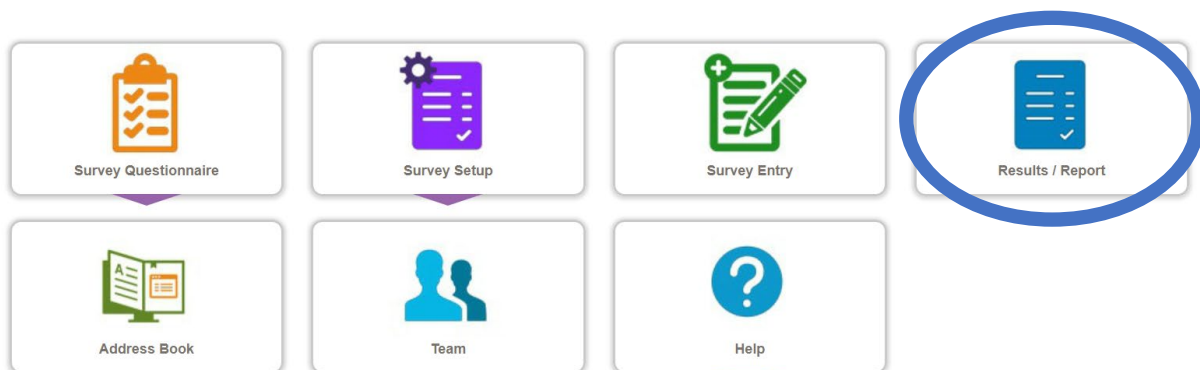 Survey Questionnaire
Survey Setup
Survey Entry
Results / Report
A
Address Book
Team
?
Help